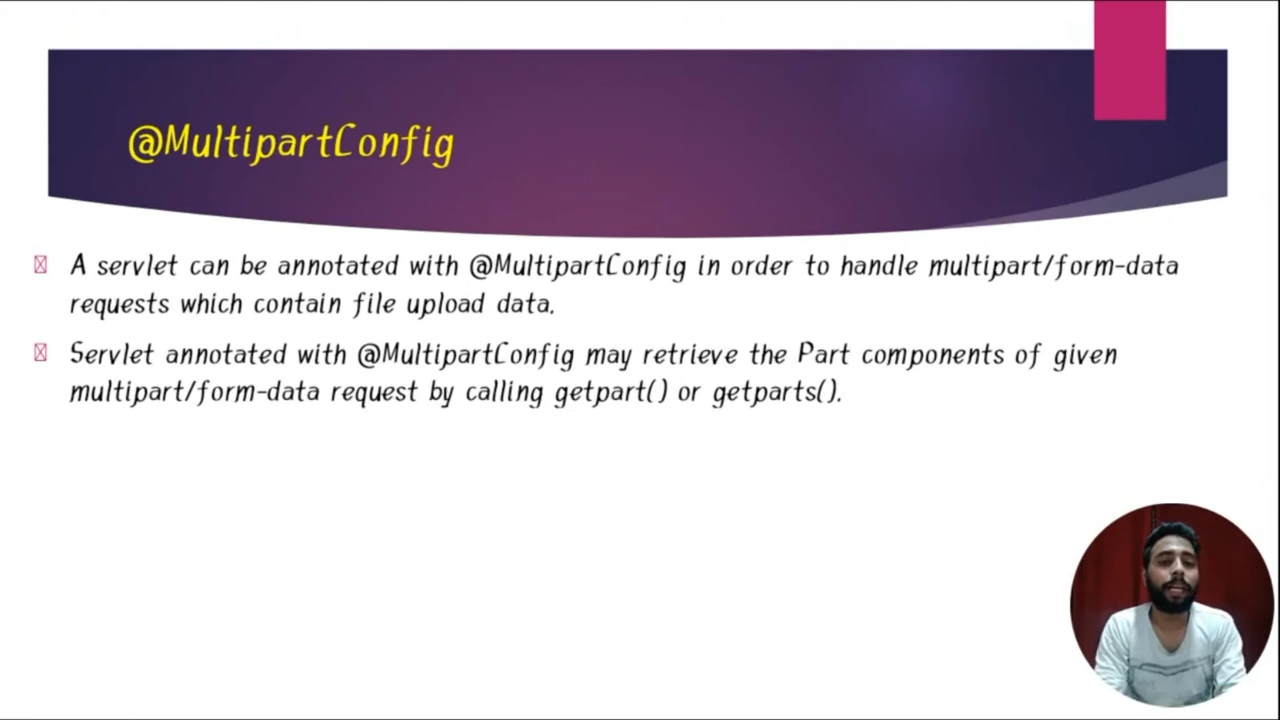 @MultipartConfig
A servlet can be annotated with @MultipartConfig in order to handle multipart/form-data
requests which contain file upload data.
Servlet annotated with @MultipartConfig may retrieve the Part components of given
multipart/form-data request by calling getpart() or getparts().